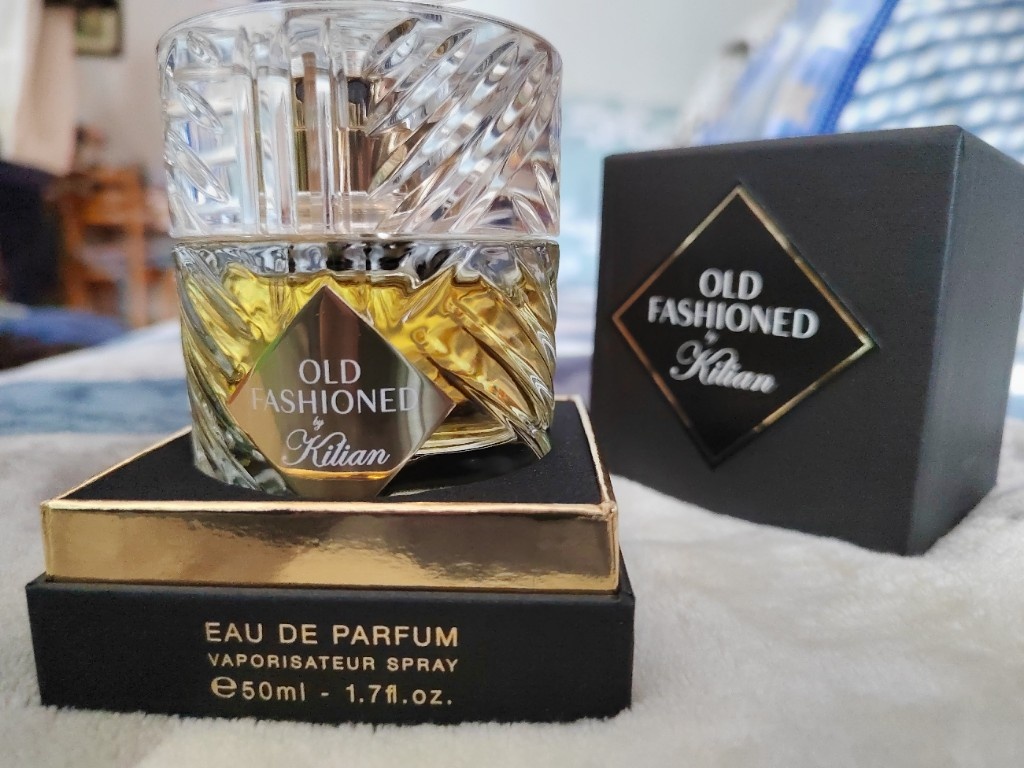 OLD
FASHIONED
by
Kilian
EAU DE PARFUM
VAPORISATEUR SPRAY
℮50ml - 1.7fl.oz.
OLD
FASHIONED
by
Kilian